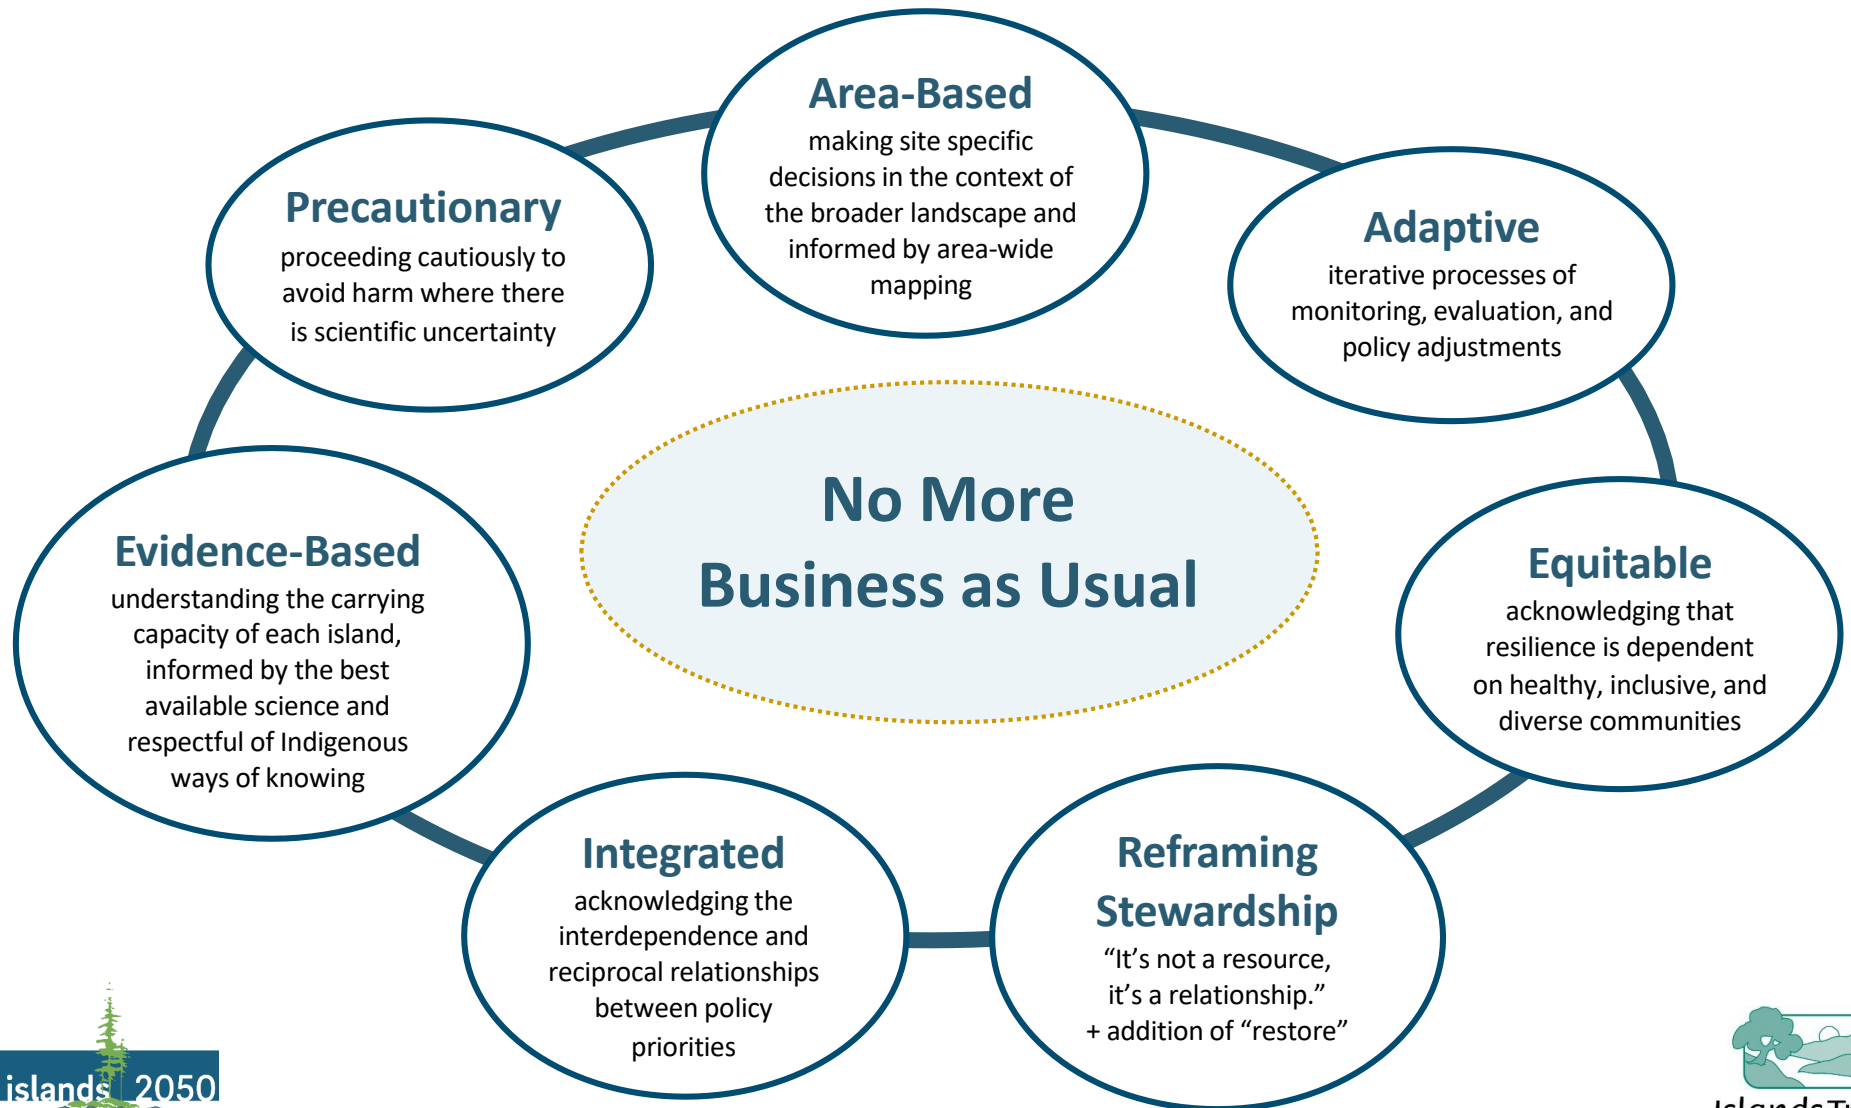 Area-Based
making site specific
decisions in the context of
the broader landscape and
informed by area-wide
mapping
Precautionary
proceeding cautiously to
avoid harm where there
is scientific uncertainty
Adaptive
iterative processes of
monitoring, evaluation, and
policy adjustments
No More
Business as Usual
Evidence-Based
understanding the carrying
capacity of each island,
informed by the best
available science and
respectful of Indigenous
ways of knowing
Equitable
acknowledging that
resilience is dependent
on healthy, inclusive, and
diverse communities
Integrated
acknowledging the
interdependence and
reciprocal relationships
between policy
priorities
Reframing
Stewardship
“It’s not a resource,
it’s a relationship.”
+ addition of “restore”
islands 2050
Islands